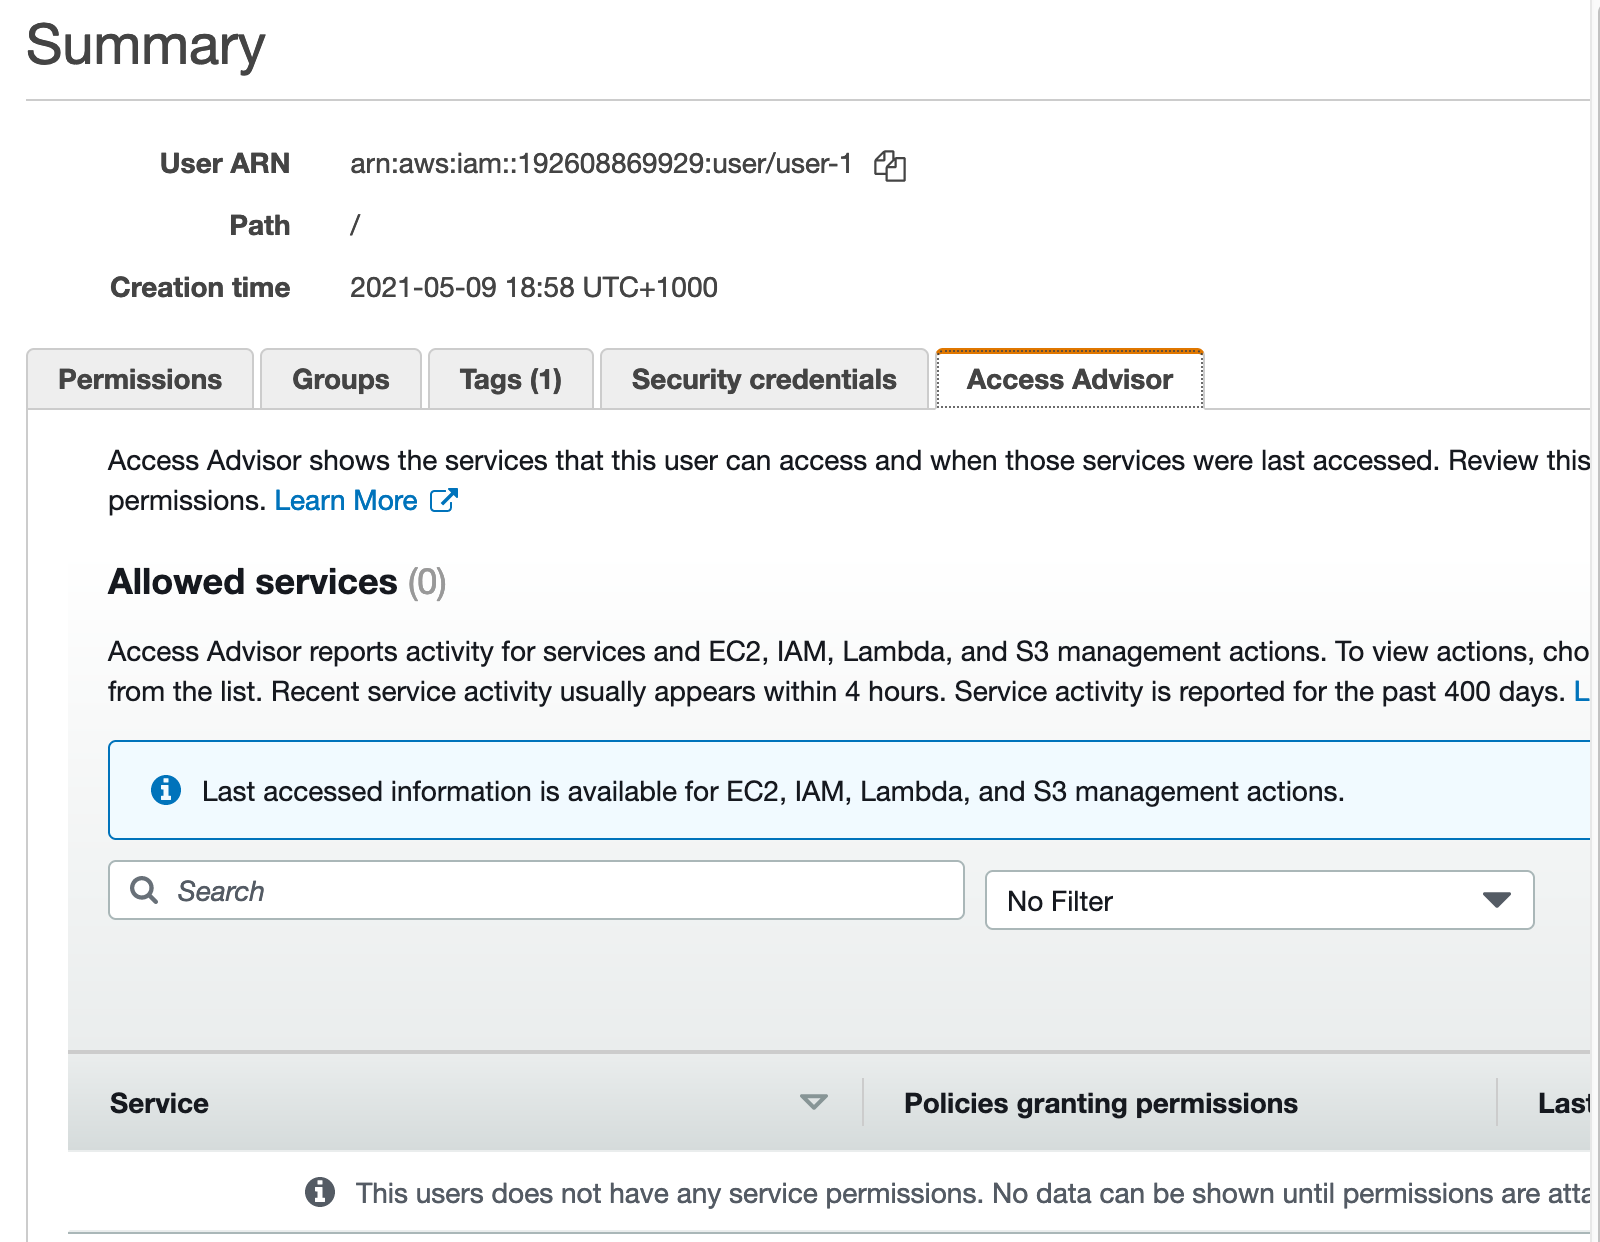 Summary
User ARN arn:aws:iam::192608869929:user/user-1
Path /
Creation time 2021-05-09 18:58 UTC+1000
Permissions Groups Tags (1) Security credentials Access Advisor
Access Advisor shows the services that this user can access and when those services were last accessed. Review this
permissions. Learn More
Allowed services (0)
Access Advisor reports activity for services and EC2, IAM, Lambda, and S3 management actions. To view actions, cho
from the list. Recent service activity usually appears within 4 hours. Service activity is reported for the past 400 days. L
Last accessed information is available for EC2, IAM, Lambda, and S3 management actions.
Search No Filter
Service Policies granting permissions Last
This users does not have any service permissions. No data can be shown until permissions are atta